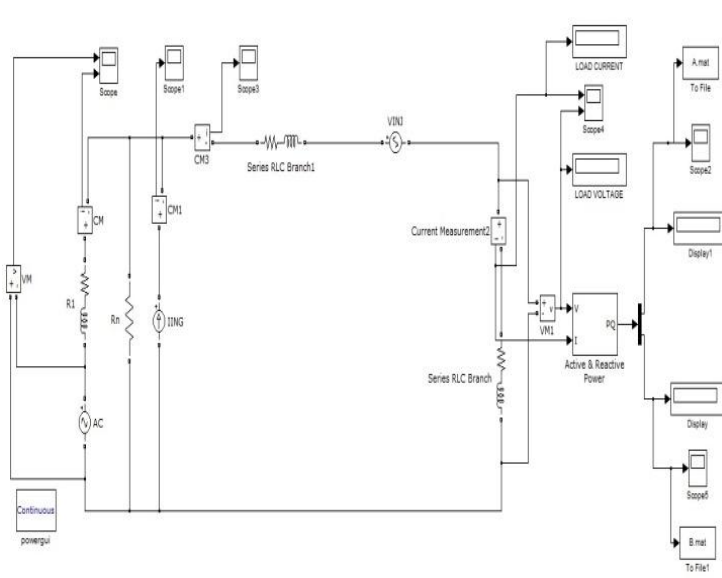 LOAD CURRENT
A.mat
To File
Scope
Scope1
Scope3
Scope4
Scope2
VINJ
i
CM3
Series RLC Branch1
LOAD VOLTAGE
CM
CM1
Current Measurement2
Display1
VM
R1
Rn
IING
v
VM1
V
I
PQ
Active & Reactive
Power
Series RLC Branch
AC
Display
Scope5
Continuous
powergui
B.mat
To File1